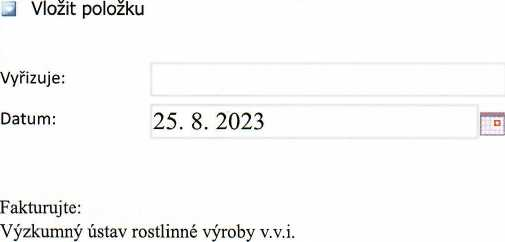 Vložit položku
Vyřizuje:
Datum: 25. 8. 2023
Fakturujte:
Výzkumný ústav rostlinné výroby v.v.i.